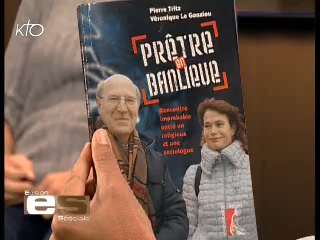 KTO
Pierre Tritz
Véronique Le Goaziou
PRÊTRE
en
BANLIEUE
Rencontre
improbable
entre un
religieux
et une
sociologue
es